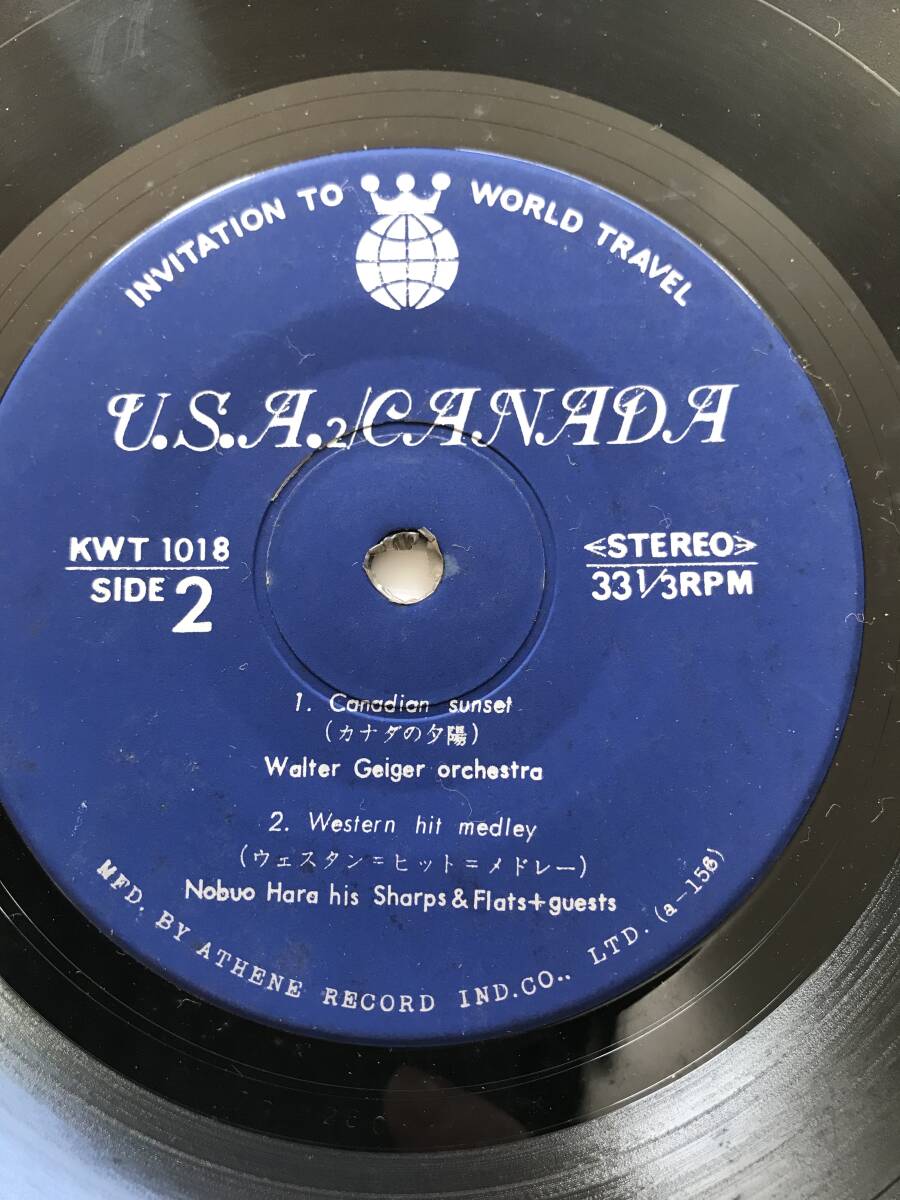 INVITATION TO WORLD TRAVEL
U.S.A.2/CANADA
KWT 1018
SIDE 2
<STEREO>
33 1/3 RPM
1. Canadian sunset
(カナダの夕陽)
Walter Geiger orchestra
2. Western hit medley
(ウェスタン=ヒット=メドレー)
Nobuo Hara his Sharps & Flats+guests
MFD. BY ATHENE RECORD IND.CO., LTD. (a-158)